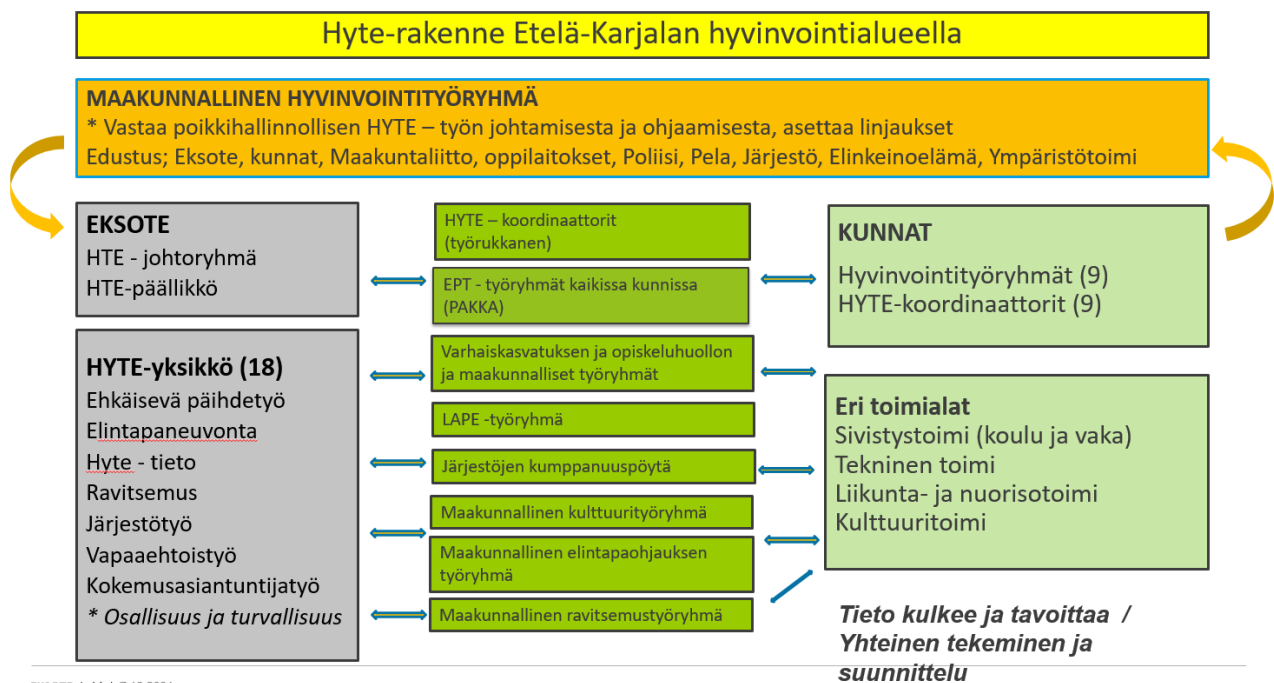 Hyte-rakenne Etelä-Karjalan hyvinvointialueella
MAAKUNNALLINEN HYVINVOINTITYÖRYHMÄ
* Vastaa poikkihallinnollisen HYTE – työn johtamisesta ja ohjaamisesta, asettaa linjaukset
Edustus; Eksote, kunnat, Maakuntaliitto, oppilaitokset, Poliisi, Pela, Järjestö, Elinkeinoelämä, Ympäristötoimi
EKSOTE
HTE - johtoryhmä
HTE-päällikkö
HYTE-yksikkö (18)
Ehkäisevä päihdetyö
Elintapaneuvonta
Hyte - tieto
Ravitsemus
Järjestötyö
Vapaaehtoistyö
Kokemusasiantuntijatyö
* Osallisuus ja turvallisuus
HYTE – koordinaattorit
(työrukkanen)
EPT - työryhmät kaikissa kunnissa
(PAKKA)
Varhaiskasvatuksen ja opiskeluhuollon
ja maakunnalliset työryhmät
LAPE -työryhmä
Järjestöjen kumppanuuspöytä
Maakunnallinen kulttuurityöryhmä
Maakunnallinen elintapaohjauksen
työryhmä
Maakunnallinen ravitsemustyöryhmä
KUNNAT
Hyvinvointityöryhmät (9)
HYTE-koordinaattorit (9)
Eri toimialat
Sivistystoimi (koulu ja vaka)
Tekninen toimi
Liikunta- ja nuorisotoimi
Kulttuuritoimi
Tieto kulkee ja tavoittaa /
Yhteinen tekeminen ja
suunnittelu